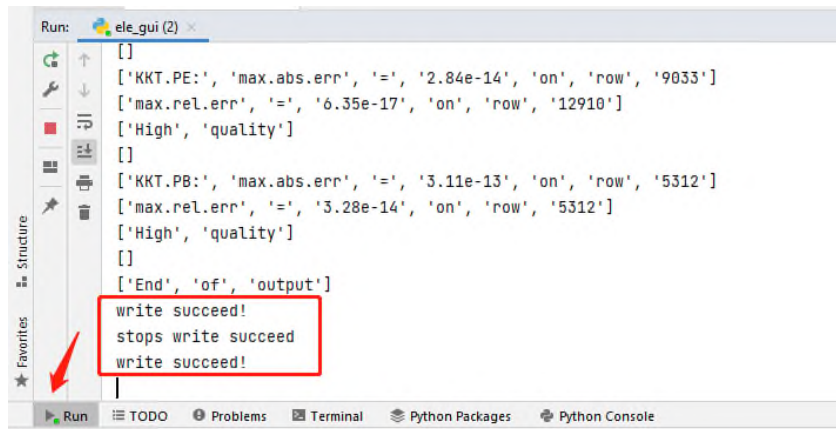 Run: ele_gui (2)
[]
['KKT.PE:', 'max.abs.err', '=', '2.84e-14', 'on', 'row', '9033']
['max.rel.err', '=', '6.35e-17', 'on', 'row', '12910']
['High', 'quality']
[]
['KKT.PB:', 'max.abs.err', '=', '3.11e-13', 'on', 'row', '5312']
['max.rel.err', '=', '3.28e-14', 'on', 'row', '5312']
['High', 'quality']
[]
['End', 'of', 'output']
write succeed!
stops write succeed
write succeed!
Structure
Favorites
Run TODO Problems Terminal Python Packages Python Console